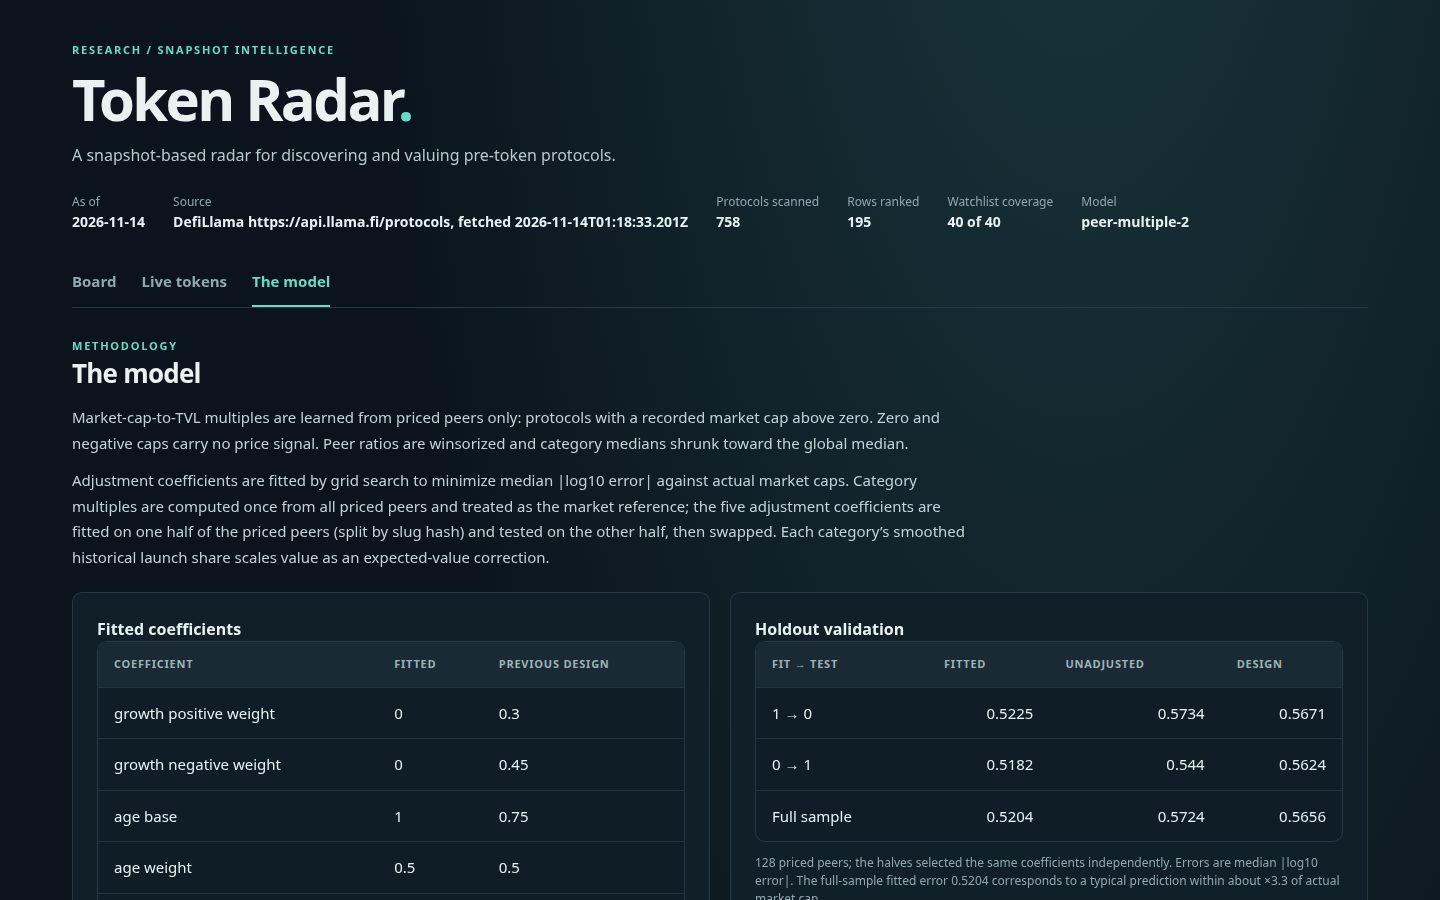 RESEARCH / SNAPSHOT INTELLIGENCE
Token Radar.
A snapshot-based radar for discovering and valuing pre-token protocols.
As of Source Protocols scanned Rows ranked Watchlist coverage Model
2026-11-14 DefiLlama https://api.llama.fi/protocols, fetched 2026-11-14T01:18:33.201Z 758 195 40 of 40 peer-multiple-2
Board Live tokens The model
METHODOLOGY
The model
Market-cap-to-TVL multiples are learned from priced peers only: protocols with a recorded market cap above zero. Zero and
negative caps carry no price signal. Peer ratios are winsorized and category medians shrunk toward the global median.
Adjustment coefficients are fitted by grid search to minimize median |log10 error| against actual market caps. Category
multiples are computed once from all priced peers and treated as the market reference; the five adjustment coefficients are
fitted on one half of the priced peers (split by slug hash) and tested on the other half, then swapped. Each category’s smoothed
historical launch share scales value as an expected-value correction.
Fitted coefficients
COEFFICIENT FITTED PREVIOUS DESIGN
growth positive weight 0 0.3
growth negative weight 0 0.45
age base 1 0.75
age weight 0.5 0.5
Holdout validation
FIT → TEST FITTED UNADJUSTED DESIGN
1 → 0 0.5225 0.5734 0.5671
0 → 1 0.5182 0.544 0.5624
Full sample 0.5204 0.5724 0.5656
128 priced peers; the halves selected the same coefficients independently. Errors are median |log10
error|. The full-sample fitted error 0.5204 corresponds to a typical prediction within about ×3.3 of actual
market cap.